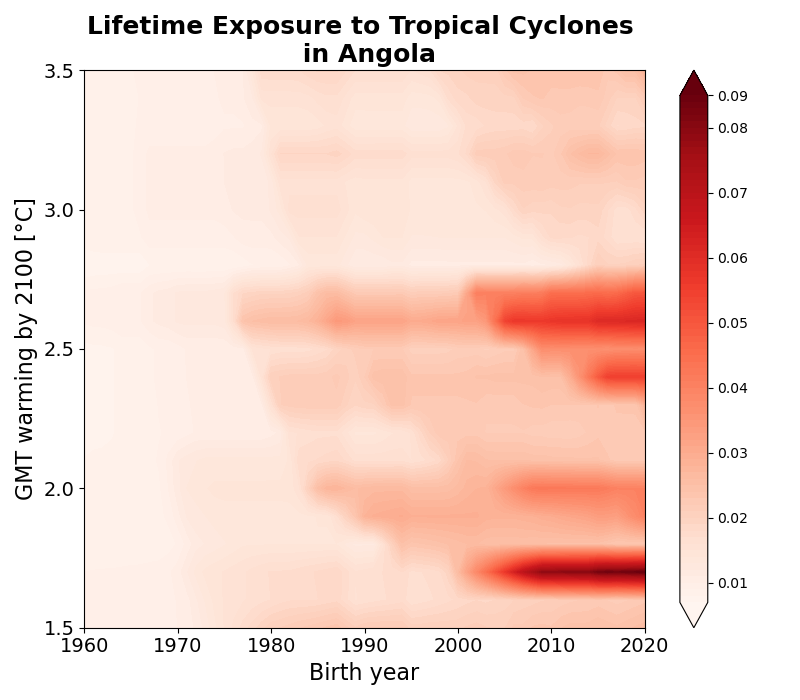 Lifetime Exposure to Tropical Cyclones
in Angola
GMT warming by 2100 [°C]
3.5
3.0
2.5
2.0
1.5
1960 1970 1980 1990 2000 2010 2020
Birth year
0.09
0.08
0.07
0.06
0.05
0.04
0.03
0.02
0.01